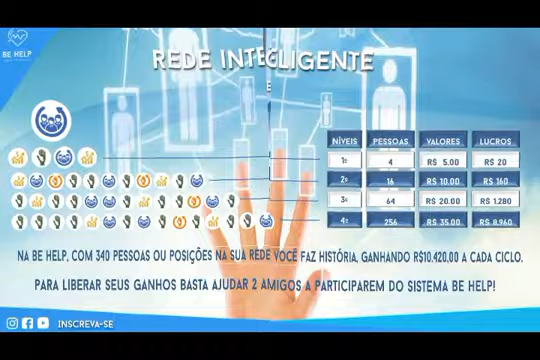 BE HELP
REDE INTEGLIGENTE
E
NÍVEIS PESSOAS VALORES LUCROS
1º 4 R$ 5.00 R$ 20
2º 16 R$ 10.00 R$ 160
3º 64 R$ 20.00 R$ 1.280
4º 256 R$ 35.00 R$ 8.960
NA BE HELP, COM 340 PESSOAS OU POSIÇÕES NA SUA REDE VOCÊ FAZ HISTÓRIA, GANHANDO R$10.420,00 A CADA CICLO.
PARA LIBERAR SEUS GANHOS BASTA AJUDAR 2 AMIGOS A PARTICIPAREM DO SISTEMA BE HELP!
INSCREVA-SE